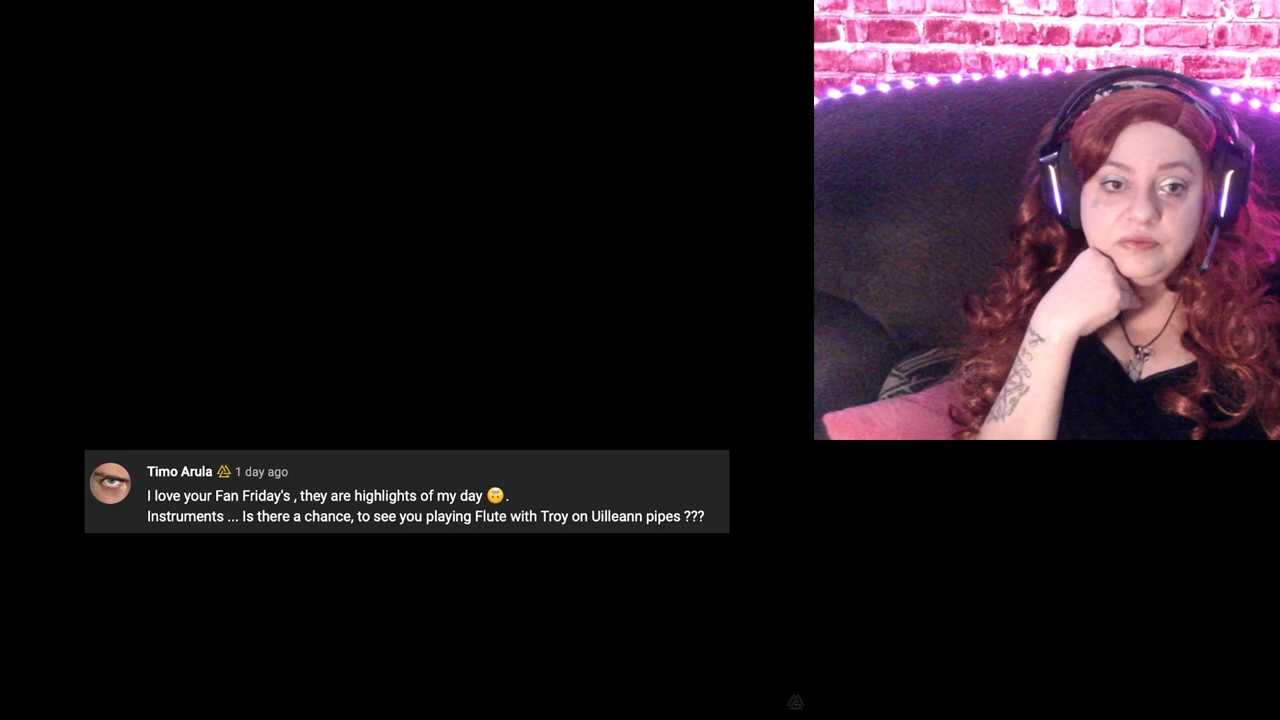 Timo Arula 1 day ago
I love your Fan Friday's , they are highlights of my day 😇.
Instruments ... Is there a chance, to see you playing Flute with Troy on Uilleann pipes ???